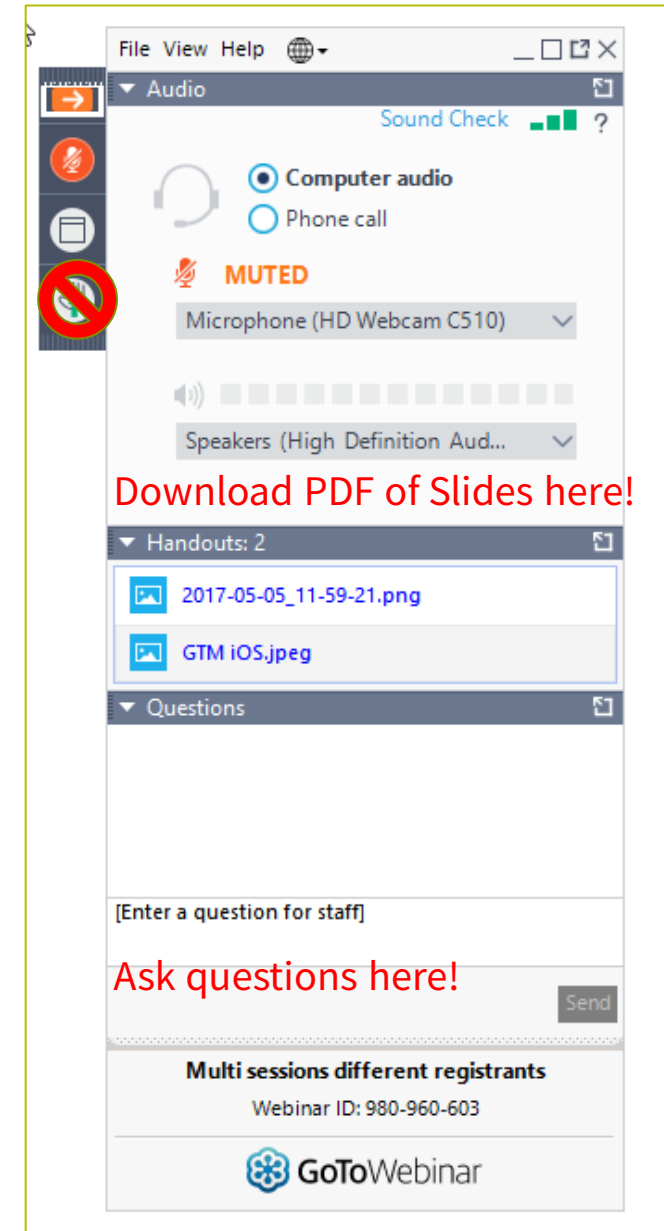 File View Help
Audio
Sound Check ?
Computer audio
Phone call
MUTED
Microphone (HD Webcam C510)
Speakers (High Definition Aud...
Download PDF of Slides here!
Handouts: 2
2017-05-05_11-59-21.png
GTM iOS.jpeg
Questions
[Enter a question for staff]
Ask questions here!
Send
Multi sessions different registrants
Webinar ID: 980-960-603
GoToWebinar